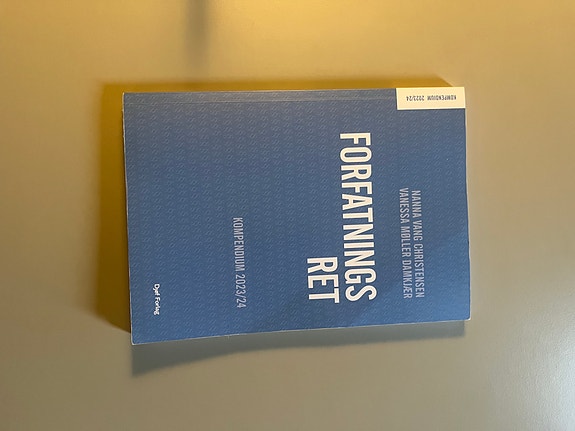 KOMPENDIUM 2023/24
NANNA VANG CHRISTENSEN
VANESSA MØLLER DAMKJÆR
FORFATNINGS
RET
KOMPENDIUM 2023/24
Djøf Forlag